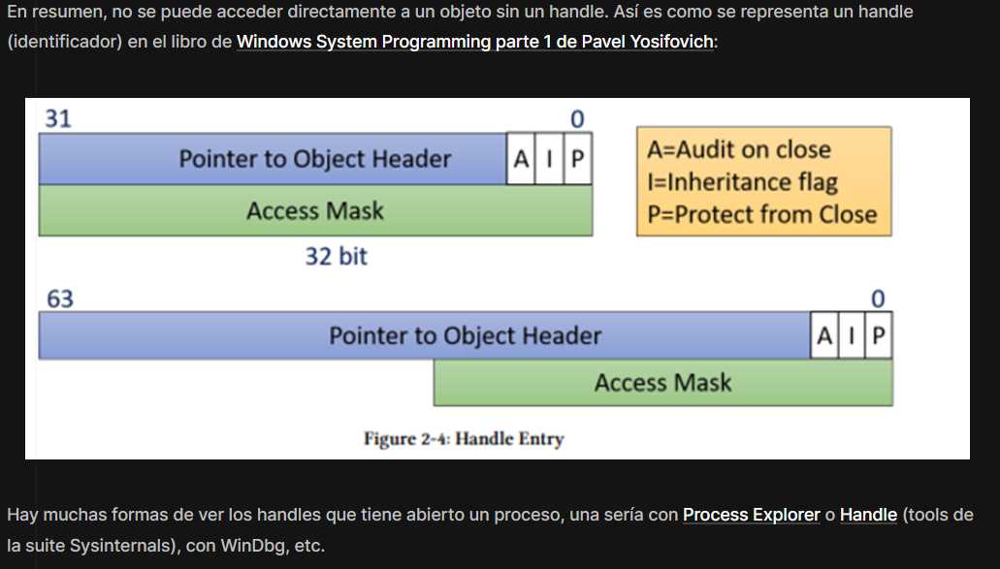 En resumen, no se puede acceder directamente a un objeto sin un handle. Así es como se representa un handle
(identificador) en el libro de Windows System Programming parte 1 de Pavel Yosifovich:
31 0
Pointer to Object Header A I P
Access Mask
32 bit
A=Audit on close
I=Inheritance flag
P=Protect from Close
63 0
Pointer to Object Header A I P
Access Mask
Figure 2-4: Handle Entry
Hay muchas formas de ver los handles que tiene abierto un proceso, una sería con Process Explorer o Handle (tools de
la suite Sysinternals), con WinDbg, etc.